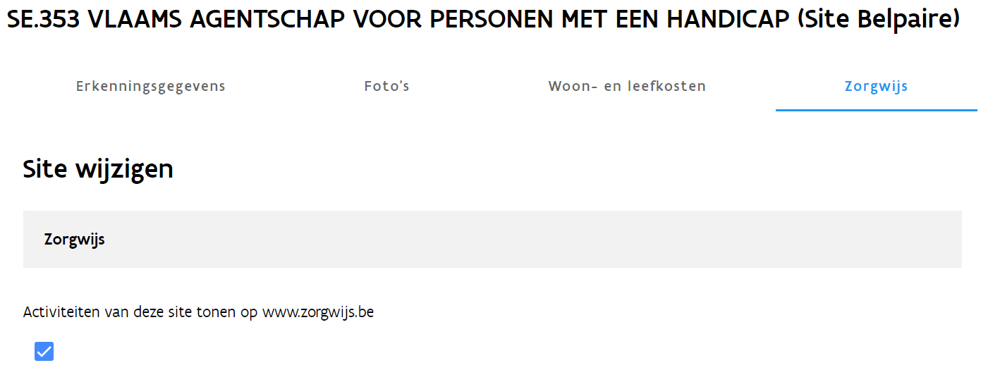 SE.353 VLAAMS AGENTSCHAP VOOR PERSONEN MET EEN HANDICAP (Site Belpaire)
Erkenningsgegevens Foto's Woon- en leefkosten Zorgwijs
Site wijzigen
Zorgwijs
Activiteiten van deze site tonen op www.zorgwijs.be